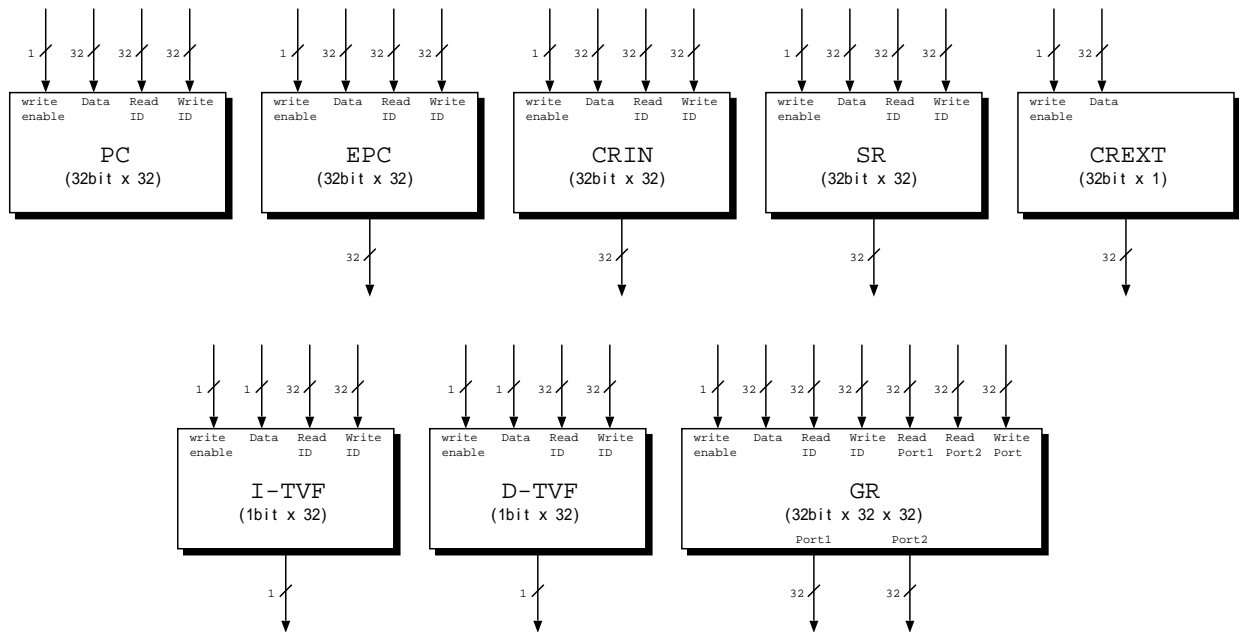 1 32 32 32 1 32 32 32 1 32 32 32 1 32 32 32 1 32
write Data Read Write write Data Read Write write Data Read Write write Data Read Write write Data
enable ID ID enable ID ID enable ID ID enable ID ID enable
PC EPC CRIN SR CREXT
(32bit x 32) (32bit x 32) (32bit x 32) (32bit x 32) (32bit x 1)
32 32 32 32
1 1 32 32 1 1 32 32 1 32 32 32 32 32 32
write Data Read Write write Data Read Write write Data Read Write Read Read Write
enable ID ID enable ID ID enable ID ID Port1 Port2 Port
I-TVF D-TVF GR
(1bit x 32) (1bit x 32) (32bit x 32 x 32)
Port1 Port2
1 1 32 32